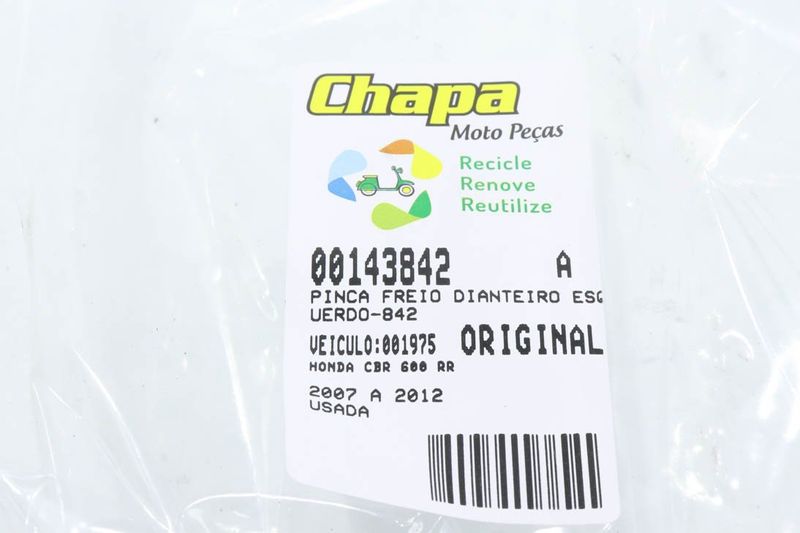 Chapa
Moto Peças
Recicle
Renove
Reutilize
00143842 A
PINCA FREIO DIANTEIRO ESQ
UERDO-842
VEICULO:001975 ORIGINAL
HONDA CBR 600 RR
2007 A 2012
USADA